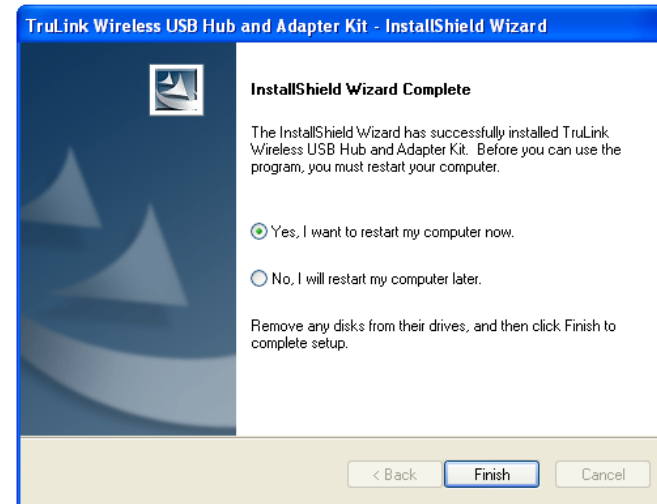 TruLink Wireless USB Hub and Adapter Kit - InstallShield Wizard
InstallShield Wizard Complete
The InstallShield Wizard has successfully installed TruLink
Wireless USB Hub and Adapter Kit. Before you can use the
program, you must restart your computer.
Yes, I want to restart my computer now.
No, I will restart my computer later.
Remove any disks from their drives, and then click Finish to
complete setup.
< Back Finish Cancel